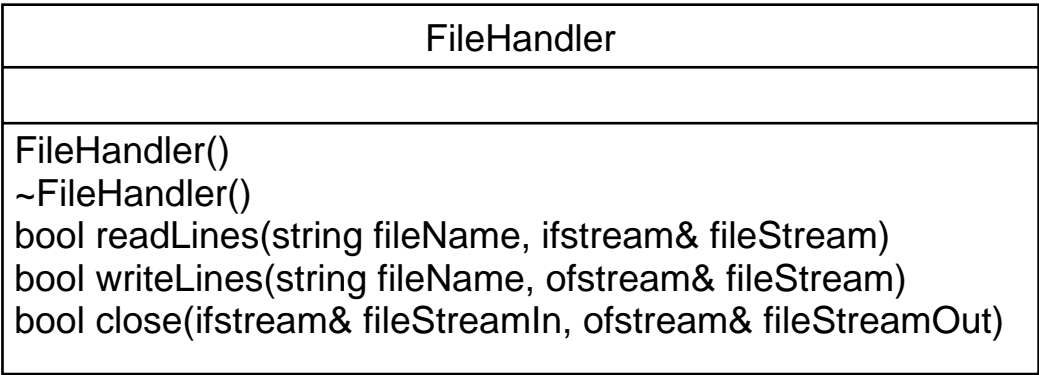 FileHandler
FileHandler()
~FileHandler()
bool readLines(string fileName, ifstream& fileStream)
bool writeLines(string fileName, ofstream& fileStream)
bool close(ifstream& fileStreamIn, ofstream& fileStreamOut)